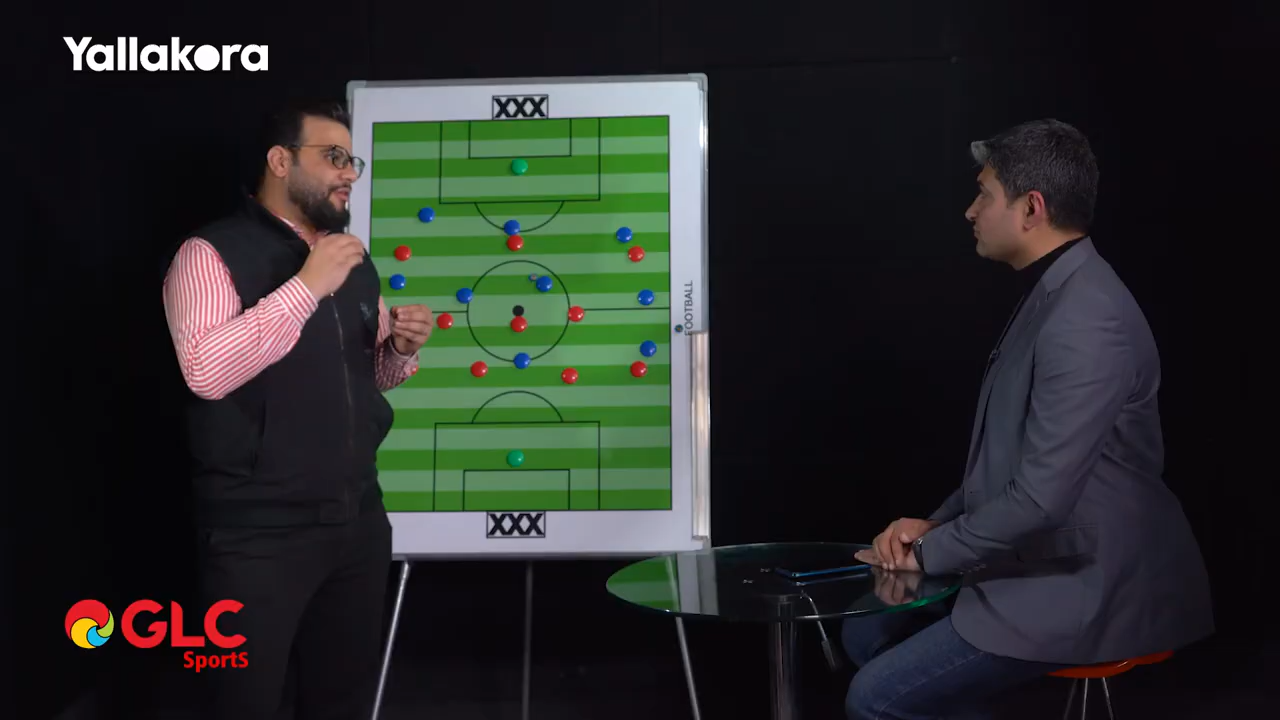 Yallakora
XXX
FOOTBALL
XXX
GLC
Sports